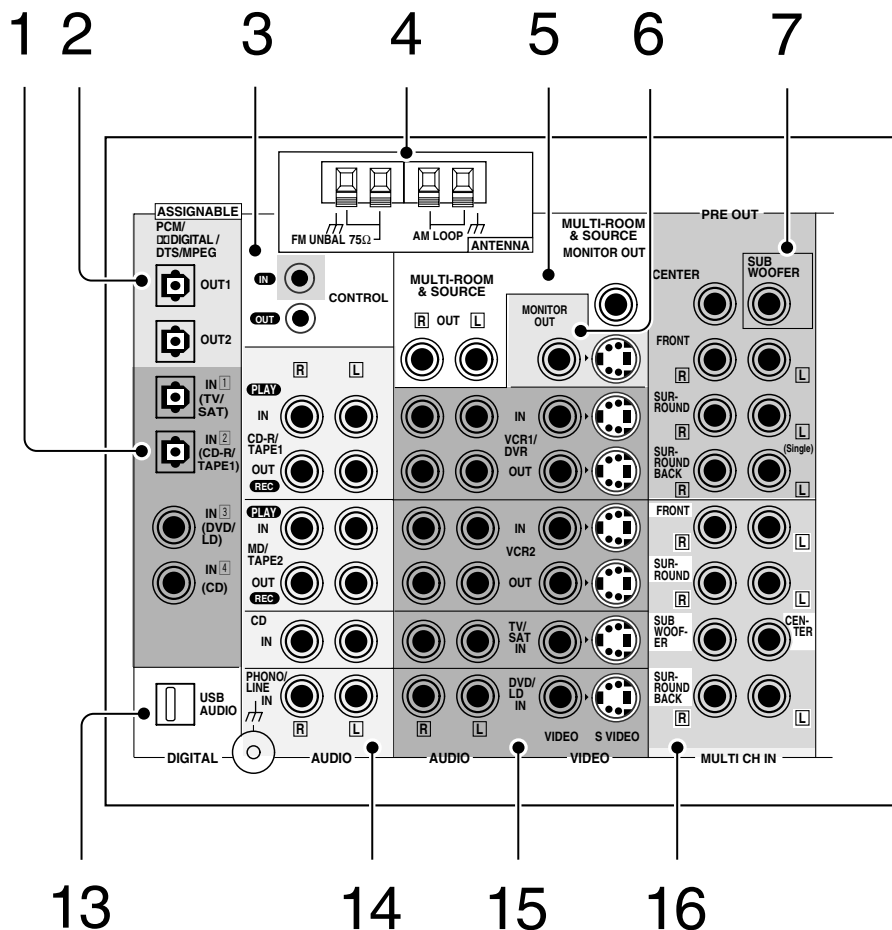 1 2 3 4 5 6 7
ASSIGNABLE
PCM/
DIGITAL /
DTS/MPEG
OUT1
OUT2
IN 1
(TV/
SAT)
IN 2
(CD-R/
TAPE1)
IN 3
(DVD/
LD)
IN 4
(CD)
USB
AUDIO
DIGITAL
FM UNBAL 75Ω
AM LOOP
ANTENNA
IN
OUT
CONTROL
R L
PLAY
IN
CD-R/
TAPE1
OUT
REC
PLAY
IN
MD/
TAPE2
OUT
REC
CD
IN
PHONO/
LINE
IN
R L
AUDIO
MULTI-ROOM
& SOURCE
R OUT L
MULTI-ROOM
& SOURCE
MONITOR OUT
MONITOR
OUT
IN
VCR1/
DVR
OUT
IN
VCR2
OUT
TV/
SAT
IN
DVD/
LD
IN
R L
VIDEO S VIDEO
AUDIO
VIDEO
PRE OUT
CENTER
SUB
WOOFER
FRONT
R L
SUR-
ROUND
R L
SUR-
ROUND
BACK
(Single)
R L
FRONT
R L
SUR-
ROUND
R L
SUB
WOOF-
ER
CEN-
TER
SUR-
ROUND
BACK
R L
MULTI CH IN
13 14 15 16